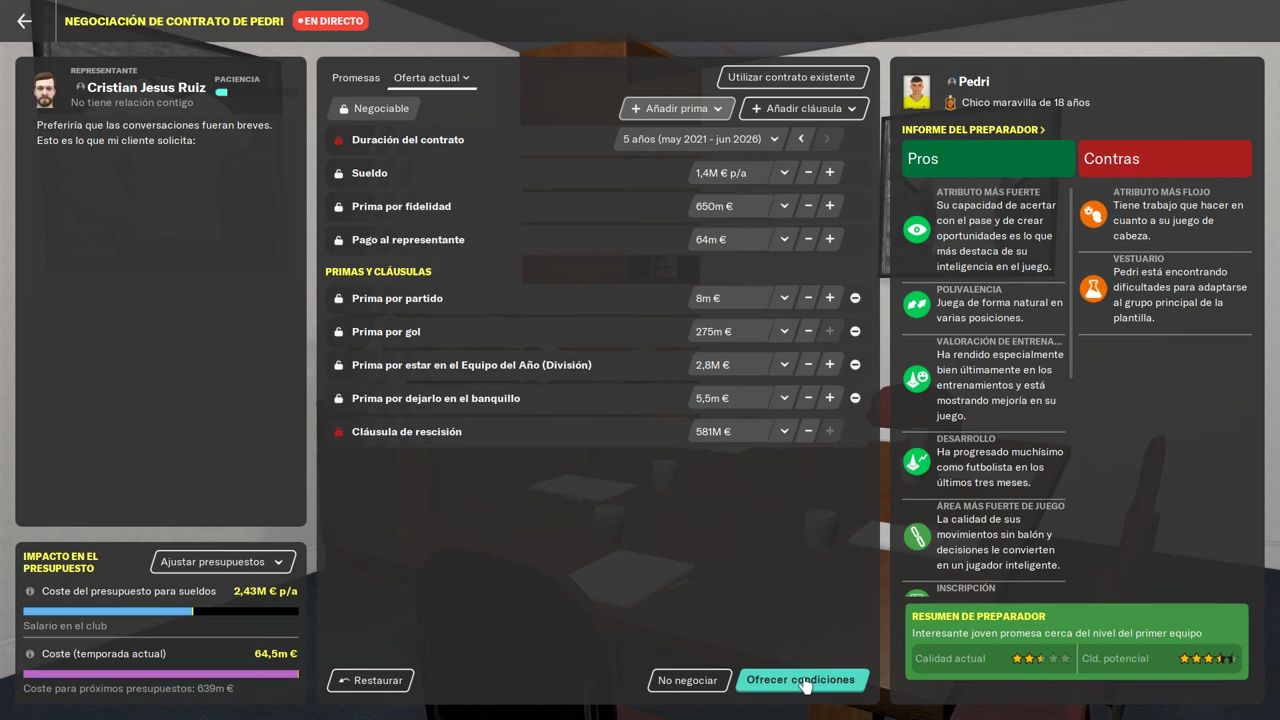 NEGOCIACIÓN DE CONTRATO DE PEDRI
EN DIRECTO
REPRESENTANTE
Cristian Jesus Ruiz
No tiene relación contigo
PACIENCIA
Preferiría que las conversaciones fueran breves.
Esto es lo que mi cliente solicita:
IMPACTO EN EL
PRESUPUESTO
Ajustar presupuestos
Coste del presupuesto para sueldos 2,43M € p/a
Salario en el club
Coste (temporada actual) 64,5m €
Coste para próximos presupuestos: 639m €
Promesas
Oferta actual
Utilizar contrato existente
Negociable
Añadir prima
Añadir cláusula
Duración del contrato 5 años (may 2021 - jun 2026)
Sueldo 1,4M € p/a
Prima por fidelidad 650m €
Pago al representante 64m €
PRIMAS Y CLÁUSULAS
Prima por partido 8m €
Prima por gol 275m €
Prima por estar en el Equipo del Año (División) 2,8M €
Prima por dejarlo en el banquillo 5,5m €
Cláusula de rescisión 581M €
Restaurar
No negociar
Ofrecer condiciones
Pedri
Chico maravilla de 18 años
INFORME DEL PREPARADOR
Pros
ATRIBUTO MÁS FUERTE
Su capacidad de acertar
con el pase y de crear
oportunidades es lo que
más destaca de su
inteligencia en el juego.
POLIVALENCIA
Juega de forma natural en
varias posiciones.
VALORACIÓN DE ENTRENA...
Ha rendido especialmente
bien últimamente en los
entrenamientos y está
mostrando mejoría en su
juego.
DESARROLLO
Ha progresado muchísimo
como futbolista en los
últimos tres meses.
ÁREA MÁS FUERTE DE JUEGO
La calidad de sus
movimientos sin balón y
decisiones le convierten
en un jugador inteligente.
INSCRIPCIÓN
Contras
ATRIBUTO MÁS FLOJO
Tiene trabajo que hacer en
cuanto a su juego de
cabeza.
VESTUARIO
Pedri está encontrando
dificultades para adaptarse
al grupo principal de la
plantilla.
RESUMEN DE PREPARADOR
Interesante joven promesa cerca del nivel del primer equipo
Calidad actual
Cld. potencial